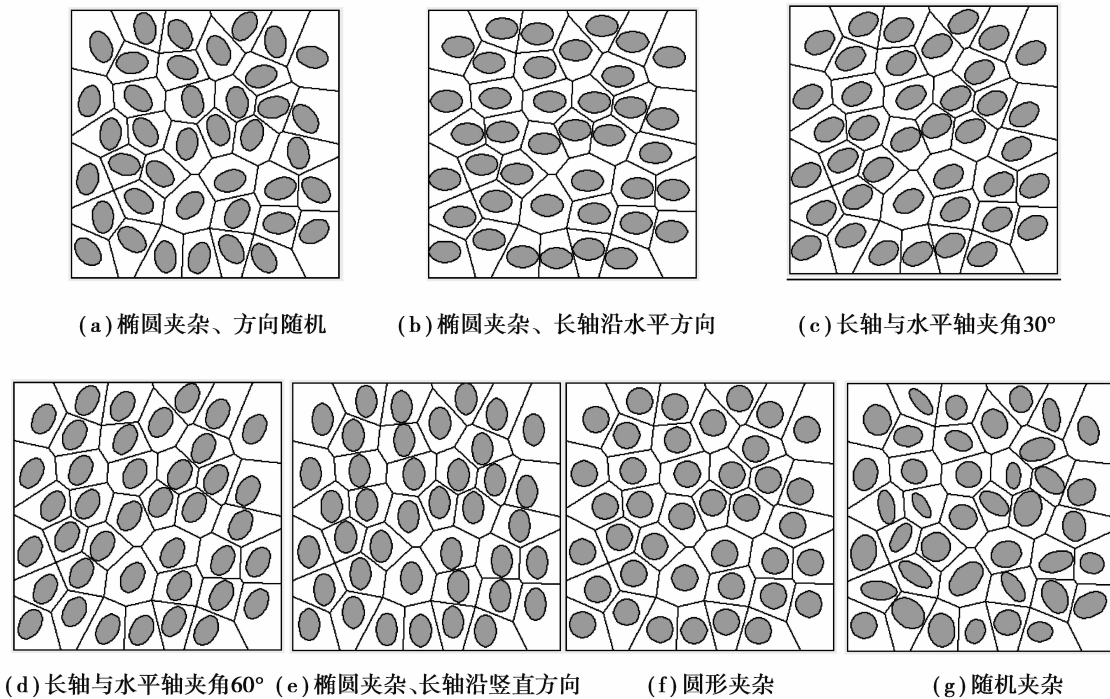 (a)椭圆夹杂、方向随机
(b)椭圆夹杂、长轴沿水平方向
(c)长轴与水平轴夹角30°
(d)长轴与水平轴夹角60°
(e)椭圆夹杂、长轴沿竖直方向
(f)圆形夹杂
(g)随机夹杂